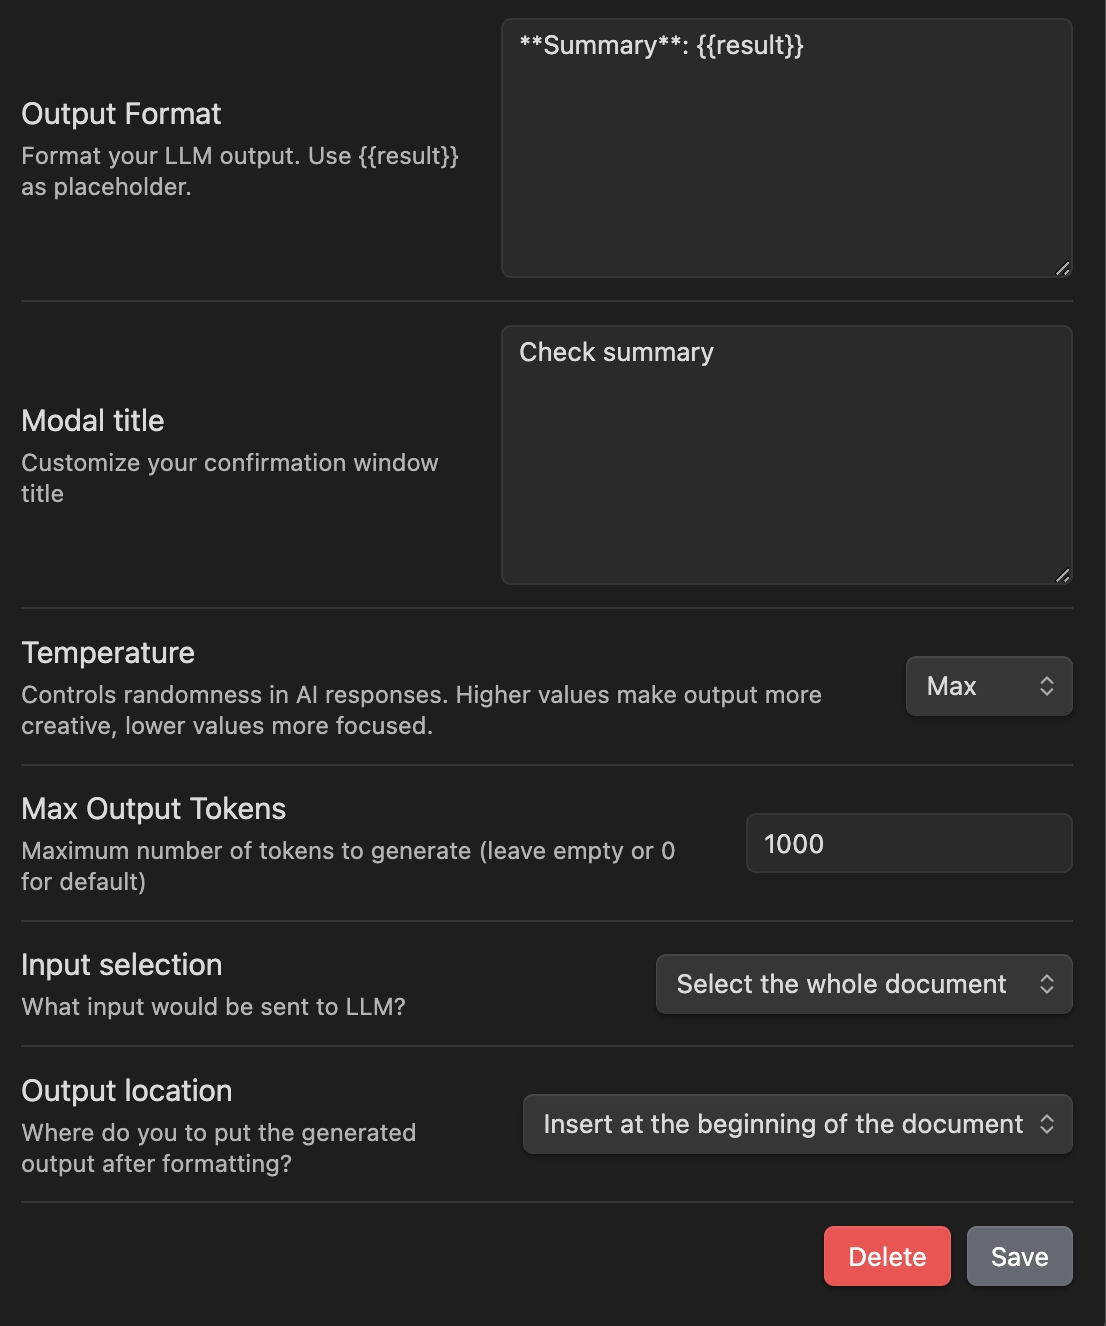 **Summary**: {{result}}
Output Format
Format your LLM output. Use {{result}}
as placeholder.
Check summary
Modal title
Customize your confirmation window
title
Temperature
Controls randomness in AI responses. Higher values make output more
creative, lower values more focused.
Max
Max Output Tokens
Maximum number of tokens to generate (leave empty or 0
for default)
1000
Input selection
What input would be sent to LLM?
Select the whole document
Output location
Where do you to put the generated
output after formatting?
Insert at the beginning of the document
Delete
Save